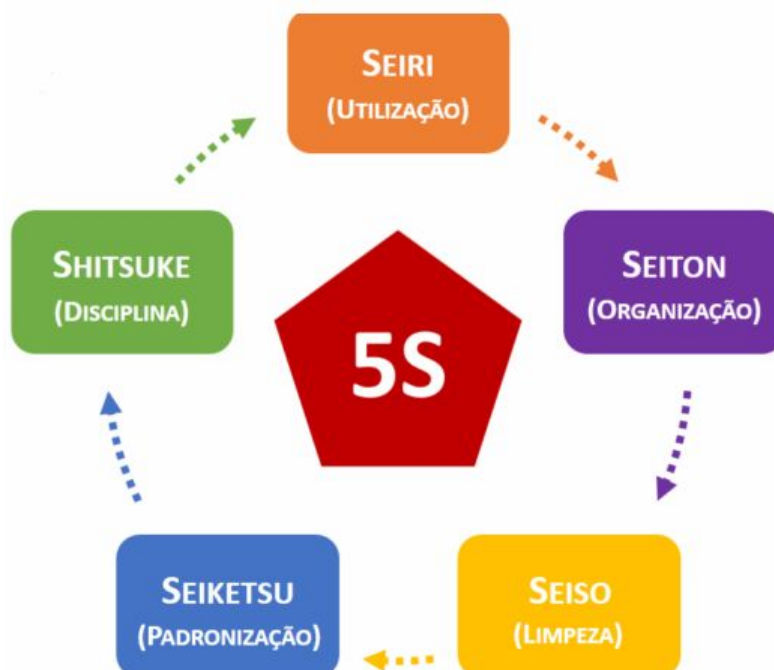 SEIRI
(UTILIZAÇÃO)
SHITSUKE
(DISCIPLINA)
SEITON
(ORGANIZAÇÃO)
5S
SEIKETSU
(PADRONIZAÇÃO)
SEISO
(LIMPEZA)